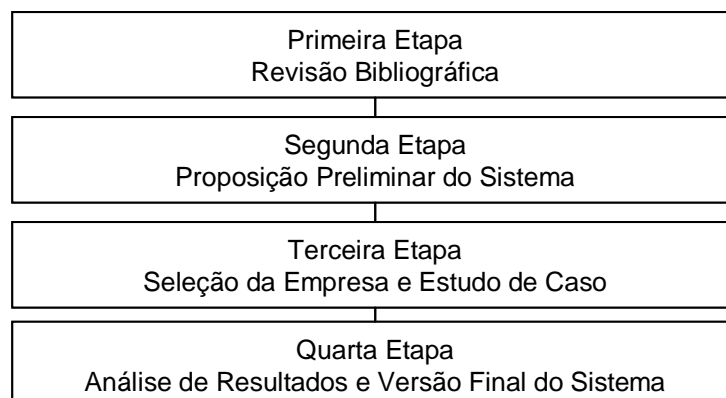 Primeira Etapa
Revisão Bibliográfica
Segunda Etapa
Proposição Preliminar do Sistema
Terceira Etapa
Seleção da Empresa e Estudo de Caso
Quarta Etapa
Análise de Resultados e Versão Final do Sistema